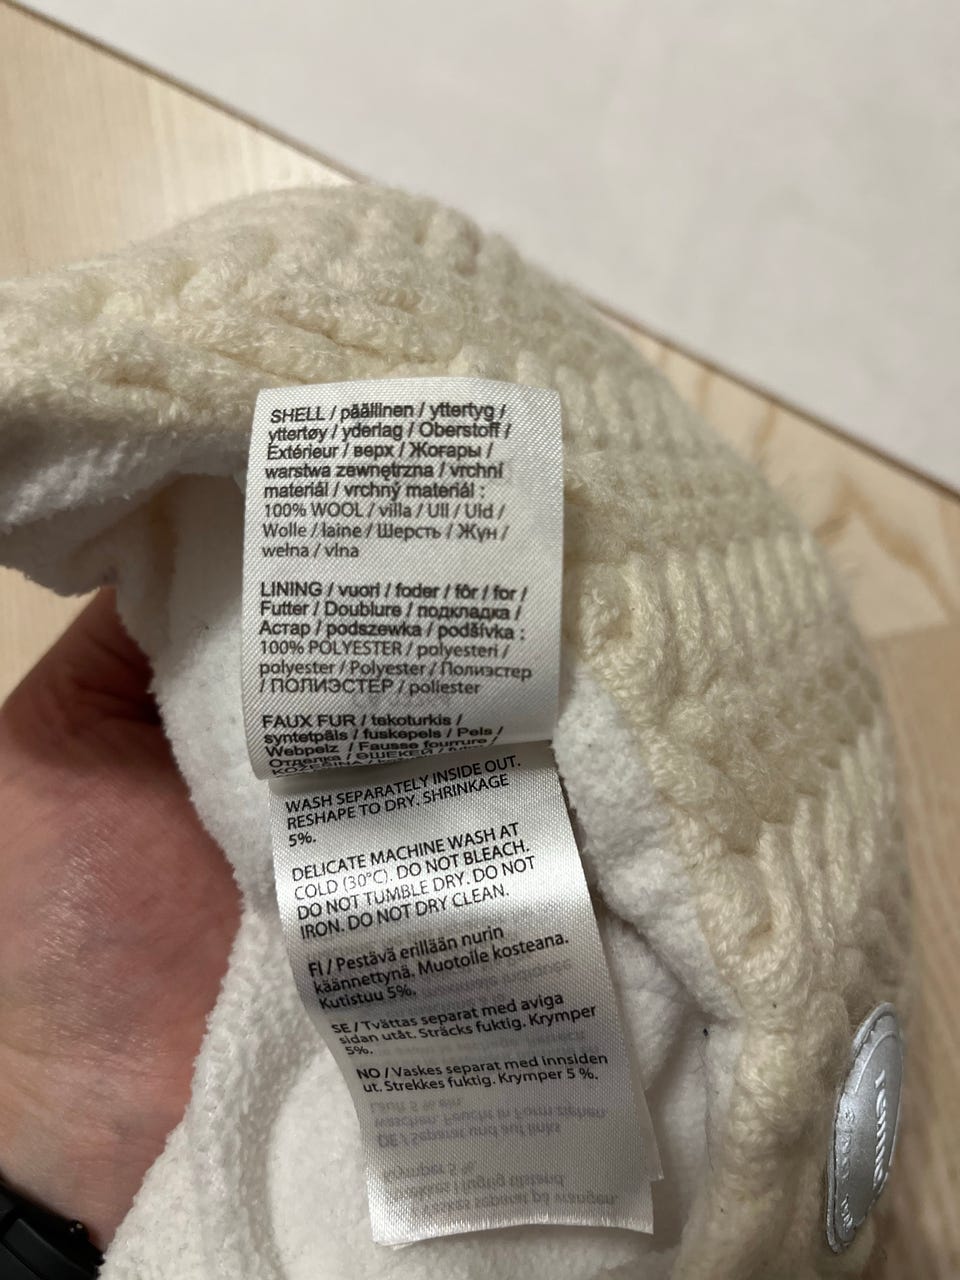 SHELL / päällinen / yttertyg /
yttertøy / yderlag / Oberstoff /
Extérieur / верх / Жоғары /
warstwa zewnętrzna / vrchní
materiál / vrchný materiál :
100% WOOL / villa / Ull / Uld /
Wolle / laine / Шерсть / Жүн /
wełna / vlna
LINING / vuori / foder / fôr / for /
Futter / Doublure / подкладка /
Астар / podszewka / podšívka :
100% POLYESTER / polyesteri /
polyester / Polyester / Полиэстер
/ ПОЛИЭСТЕР / poliester
FAUX FUR / tekoturkis /
syntetpäls / fuskepels / Pels /
Webpelz / Fausse fourrure /
Отделка /
WASH SEPARATELY INSIDE OUT.
RESHAPE TO DRY. SHRINKAGE
5%.
DELICATE MACHINE WASH AT
COLD (30°C). DO NOT BLEACH.
DO NOT TUMBLE DRY. DO NOT
IRON. DO NOT DRY CLEAN.
FI / Pestävä erillään nurin
käännettynä. Muotoile kosteana.
Kutistuu 5%.
SE / Tvättas separat med aviga
sidan utåt. Sträcks fuktig. Krymper
5%.
NO / Vaskes separat med innsiden
ut. Strekkes fuktig. Krymper 5 %.